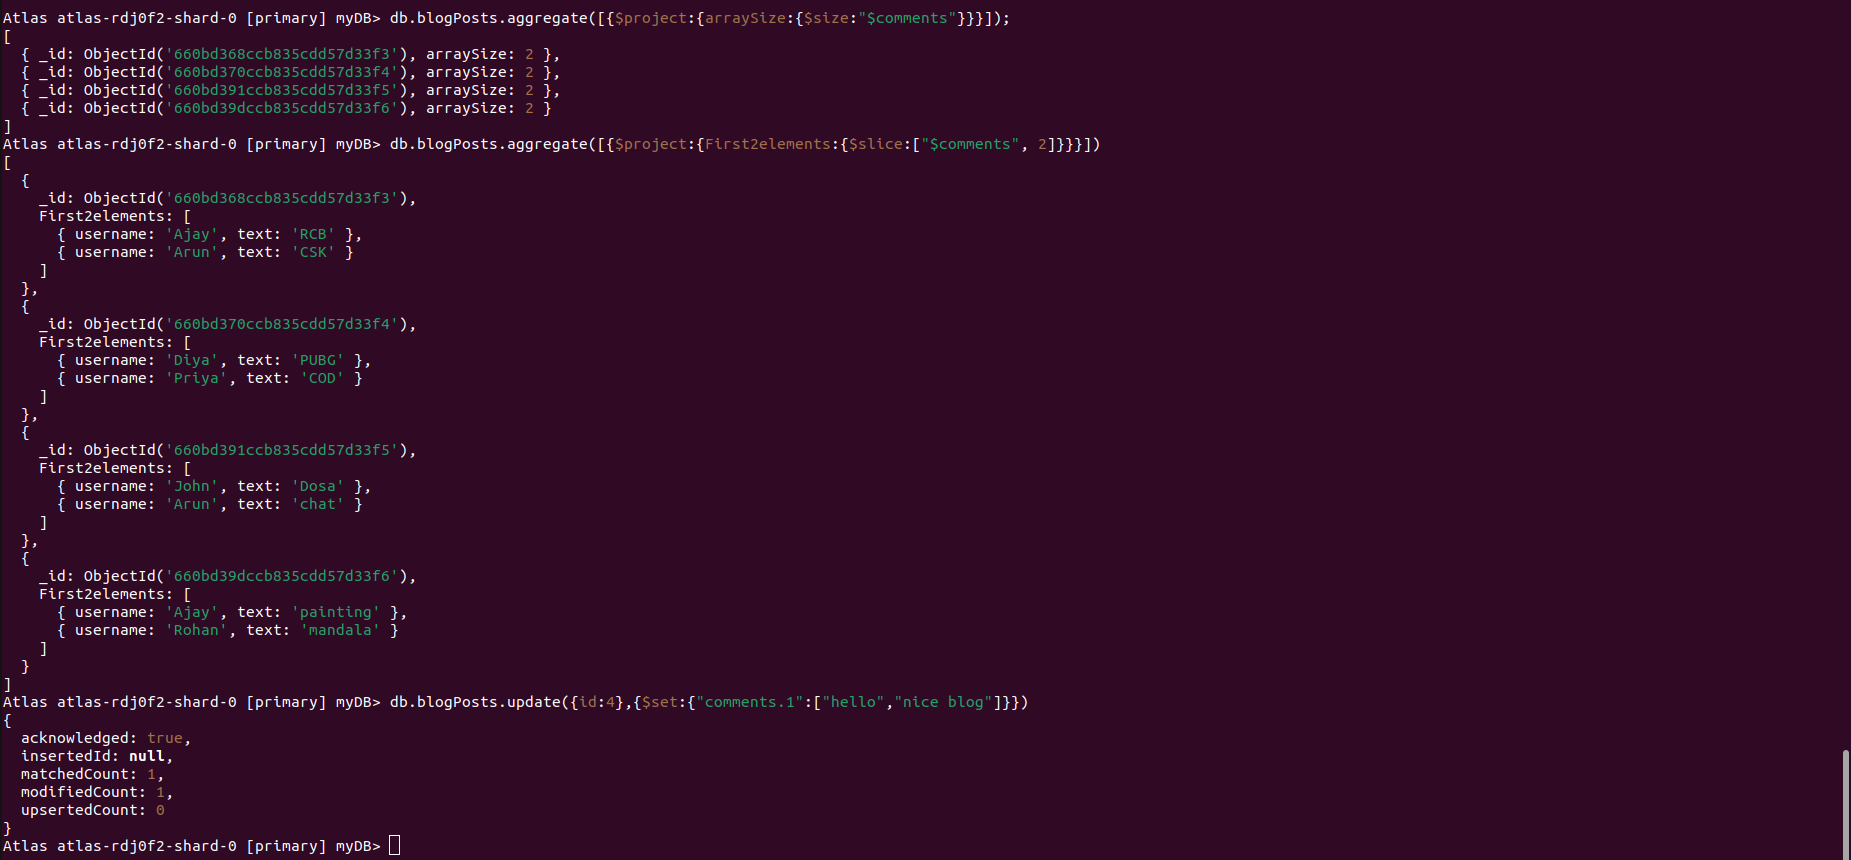 Atlas atlas-rdj0f2-shard-0 [primary] myDB> db.blogPosts.aggregate([{$project:{arraySize:{$size:"$comments"}}}]);
[
  { _id: ObjectId('660bd368ccb835cdd57d33f3'), arraySize: 2 },
  { _id: ObjectId('660bd370ccb835cdd57d33f4'), arraySize: 2 },
  { _id: ObjectId('660bd391ccb835cdd57d33f5'), arraySize: 2 },
  { _id: ObjectId('660bd39dccb835cdd57d33f6'), arraySize: 2 }
]
Atlas atlas-rdj0f2-shard-0 [primary] myDB> db.blogPosts.aggregate([{$project:{First2elements:{$slice:["$comments", 2]}}}])
[
  {
    _id: ObjectId('660bd368ccb835cdd57d33f3'),
    First2elements: [
      { username: 'Ajay', text: 'RCB' },
      { username: 'Arun', text: 'CSK' }
    ]
  },
  {
    _id: ObjectId('660bd370ccb835cdd57d33f4'),
    First2elements: [
      { username: 'Diya', text: 'PUBG' },
      { username: 'Priya', text: 'COD' }
    ]
  },
  {
    _id: ObjectId('660bd391ccb835cdd57d33f5'),
    First2elements: [
      { username: 'John', text: 'Dosa' },
      { username: 'Arun', text: 'chat' }
    ]
  },
  {
    _id: ObjectId('660bd39dccb835cdd57d33f6'),
    First2elements: [
      { username: 'Ajay', text: 'painting' },
      { username: 'Rohan', text: 'mandala' }
    ]
  }
]
Atlas atlas-rdj0f2-shard-0 [primary] myDB> db.blogPosts.update({id:4},{$set:{"comments.1":["hello","nice blog"]}})
{
  acknowledged: true,
  insertedId: null,
  matchedCount: 1,
  modifiedCount: 1,
  upsertedCount: 0
}
Atlas atlas-rdj0f2-shard-0 [primary] myDB>